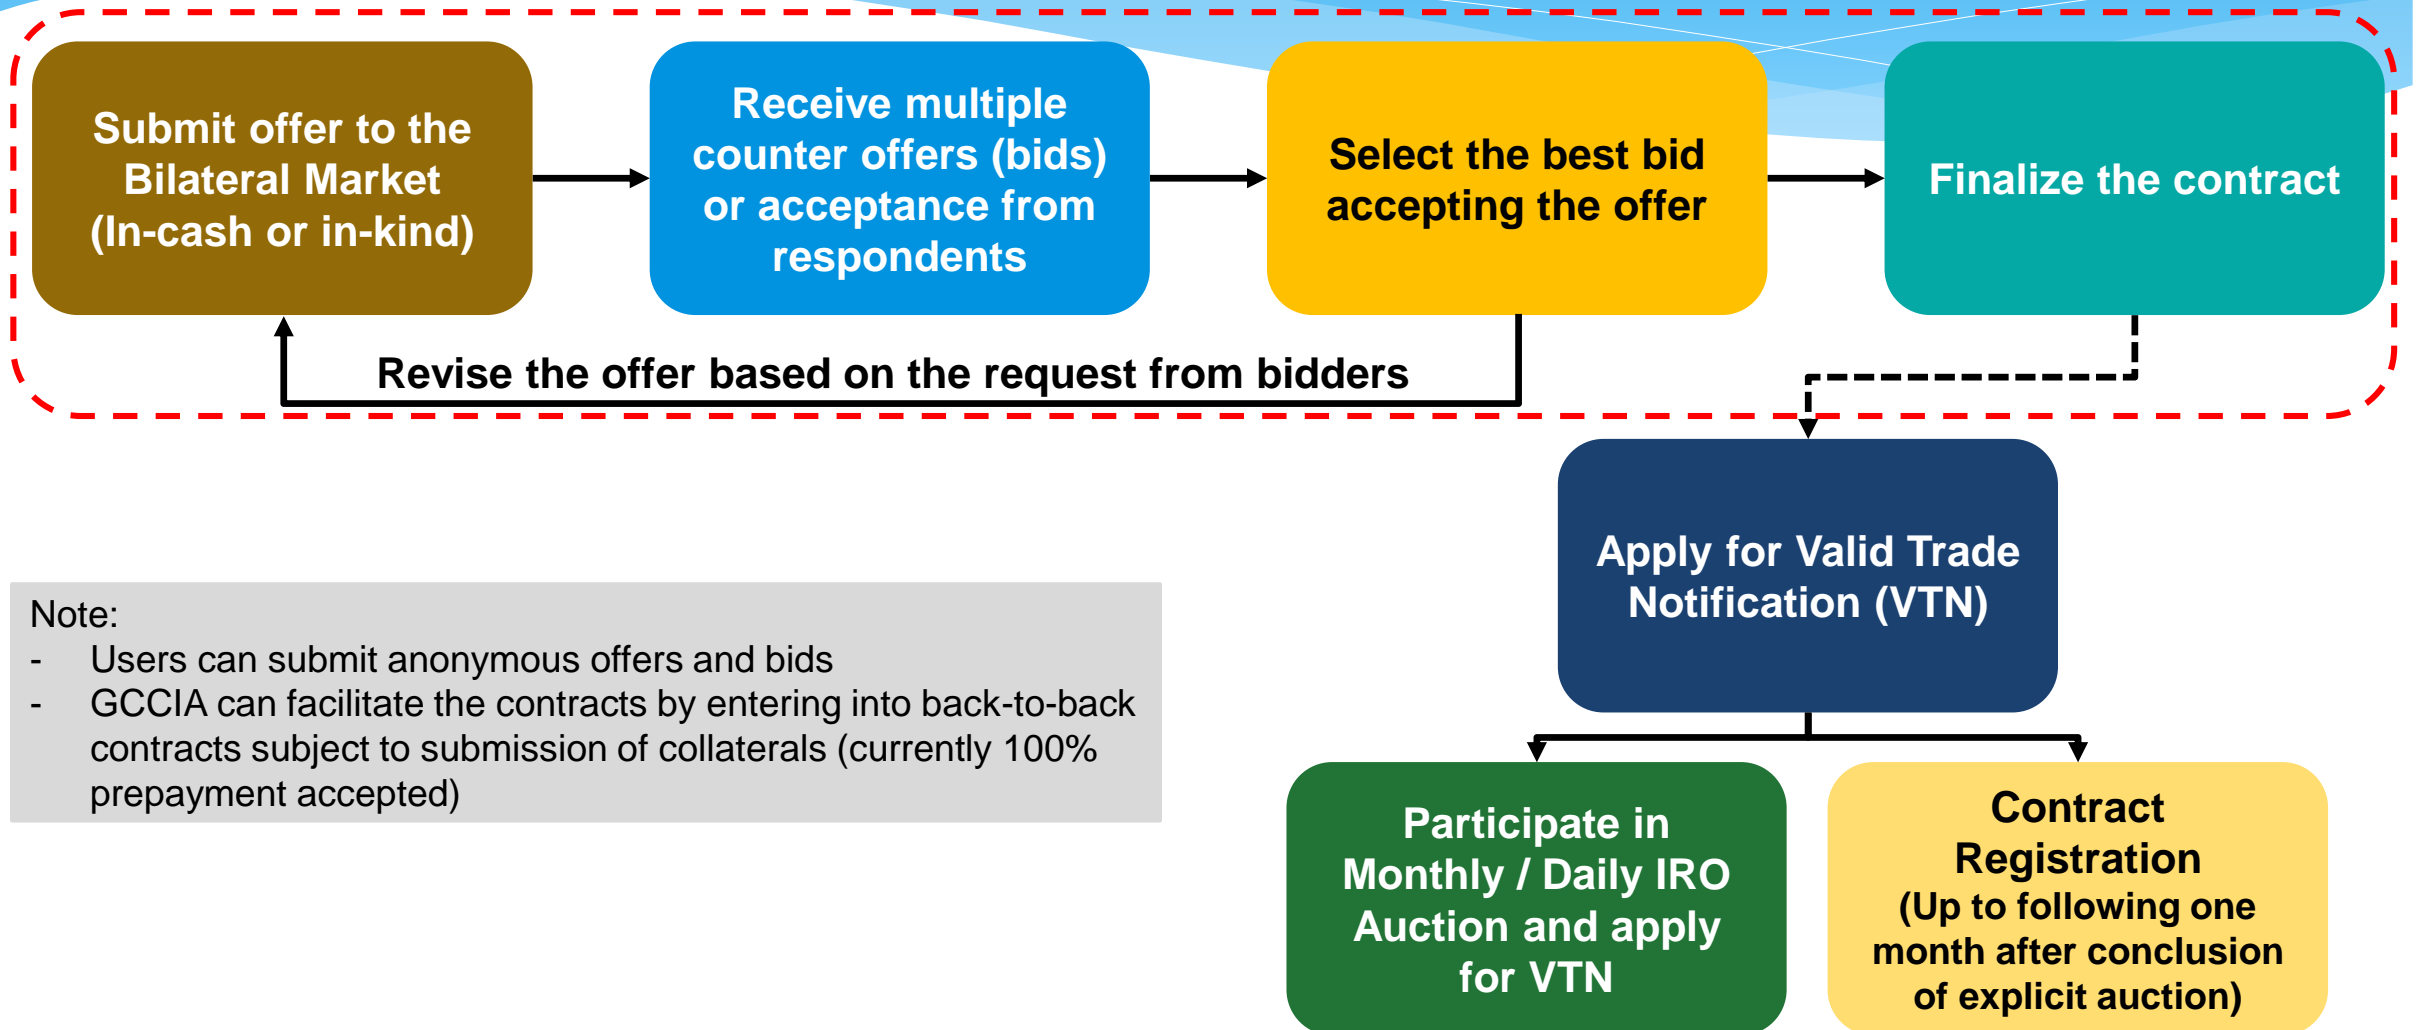 Submit offer to the
Bilateral Market
(In-cash or in-kind)
Receive multiple
counter offers (bids)
or acceptance from
respondents
Select the best bid
accepting the offer
Finalize the contract
Revise the offer based on the request from bidders
Apply for Valid Trade
Notification (VTN)
Note:
- Users can submit anonymous offers and bids
- GCCIA can facilitate the contracts by entering into back-to-back
contracts subject to submission of collaterals (currently 100%
prepayment accepted)
Participate in
Monthly / Daily IRO
Auction and apply
for VTN
Contract
Registration
(Up to following one
month after conclusion
of explicit auction)